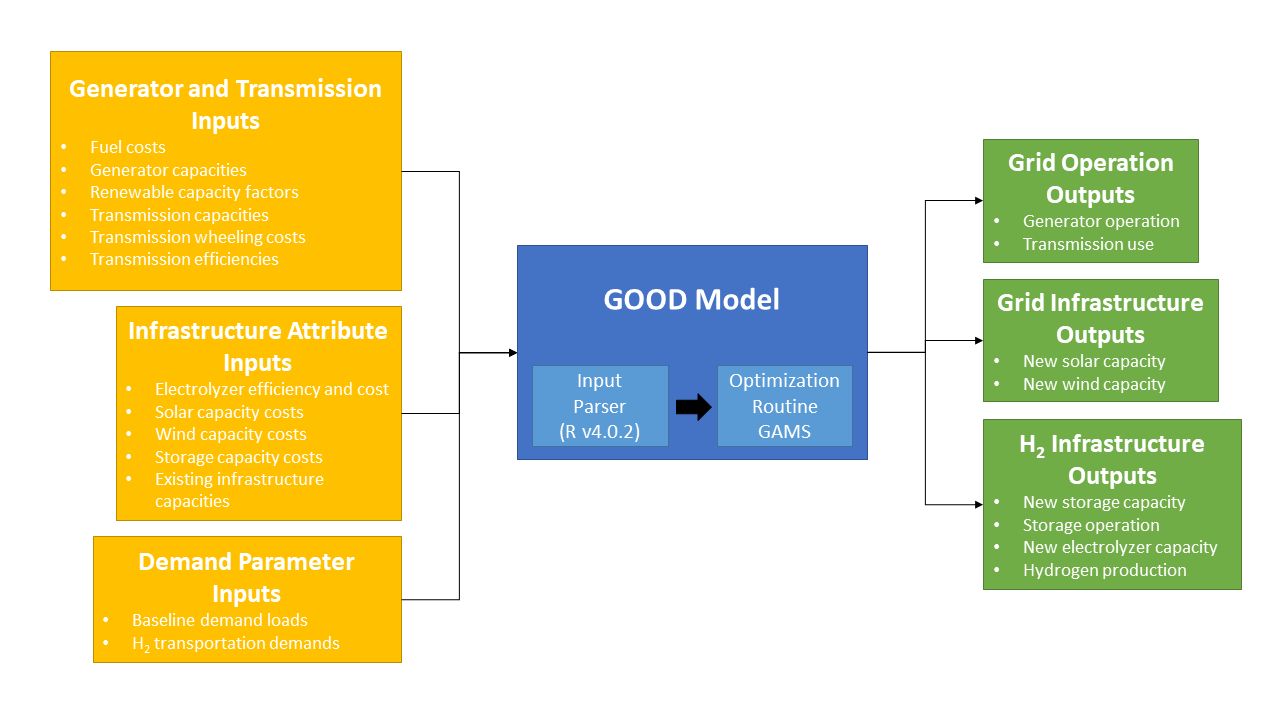 Generator and Transmission
Inputs
• Fuel costs
• Generator capacities
• Renewable capacity factors
• Transmission capacities
• Transmission wheeling costs
• Transmission efficiencies
Infrastructure Attribute
Inputs
• Electrolyzer efficiency and cost
• Solar capacity costs
• Wind capacity costs
• Storage capacity costs
• Existing infrastructure
capacities
Demand Parameter
Inputs
• Baseline demand loads
• H₂ transportation demands
GOOD Model
Input
Parser
(R v4.0.2)
Optimization
Routine
GAMS
Grid Operation
Outputs
• Generator operation
• Transmission use
Grid Infrastructure
Outputs
• New solar capacity
• New wind capacity
H₂ Infrastructure
Outputs
• New storage capacity
• Storage operation
• New electrolyzer capacity
• Hydrogen production